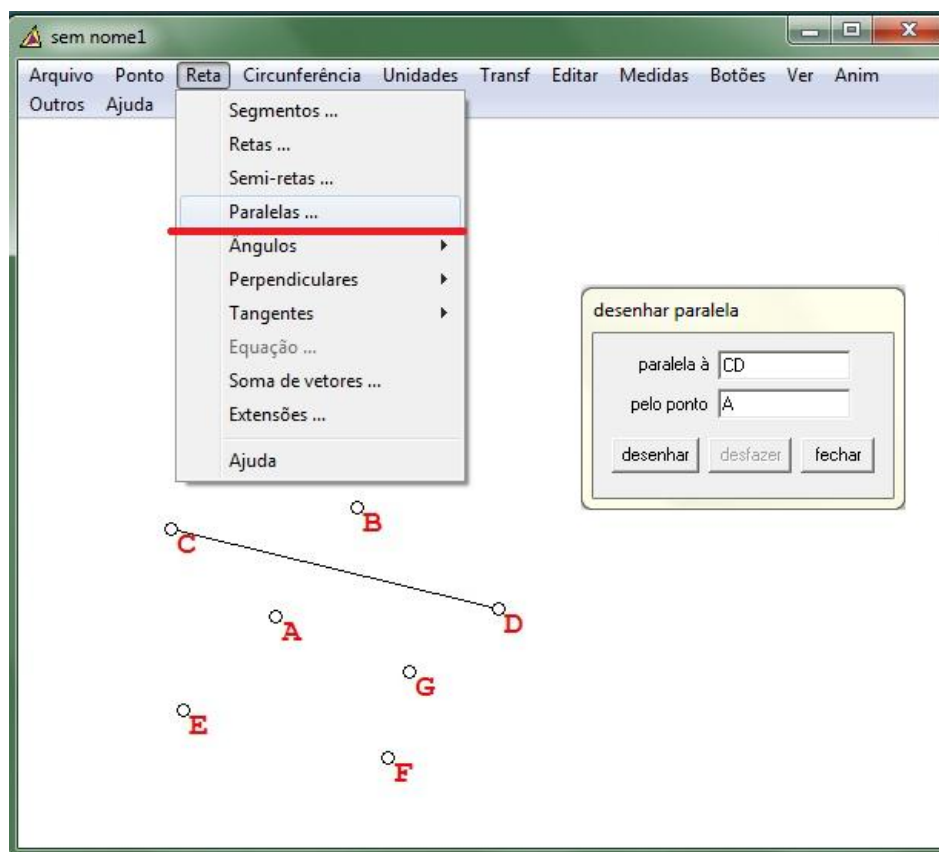 sem nome1
Arquivo Ponto Reta Circunferência Unidades Transf Editar Medidas Botões Ver Anim
Outros Ajuda
Segmentos ...
Retas ...
Semi-retas ...
Paralelas ...
Ângulos
Perpendiculares
Tangentes
Equação ...
Soma de vetores ...
Extensões ...
Ajuda
desenhar paralela
paralela à CD
pelo ponto A
desenhar desfazer fechar
B
C
D
A
G
E
F